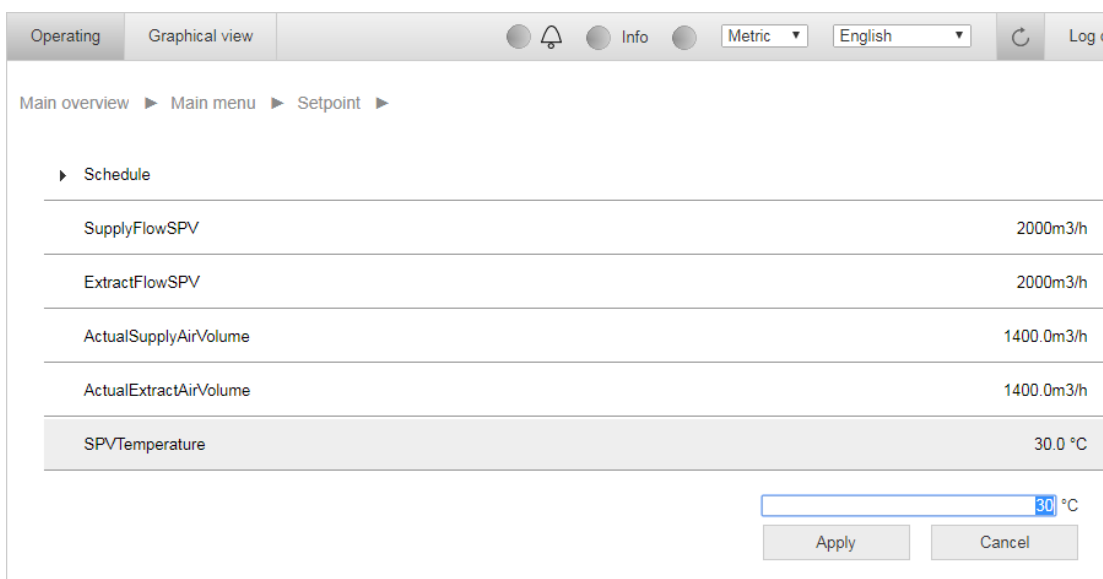 Operating Graphical view Info Metric English Log
Main overview ► Main menu ► Setpoint ►
Schedule
SupplyFlowSPV 2000m3/h
ExtractFlowSPV 2000m3/h
ActualSupplyAirVolume 1400.0m3/h
ActualExtractAirVolume 1400.0m3/h
SPVTemperature 30.0 °C
30 °C
Apply Cancel